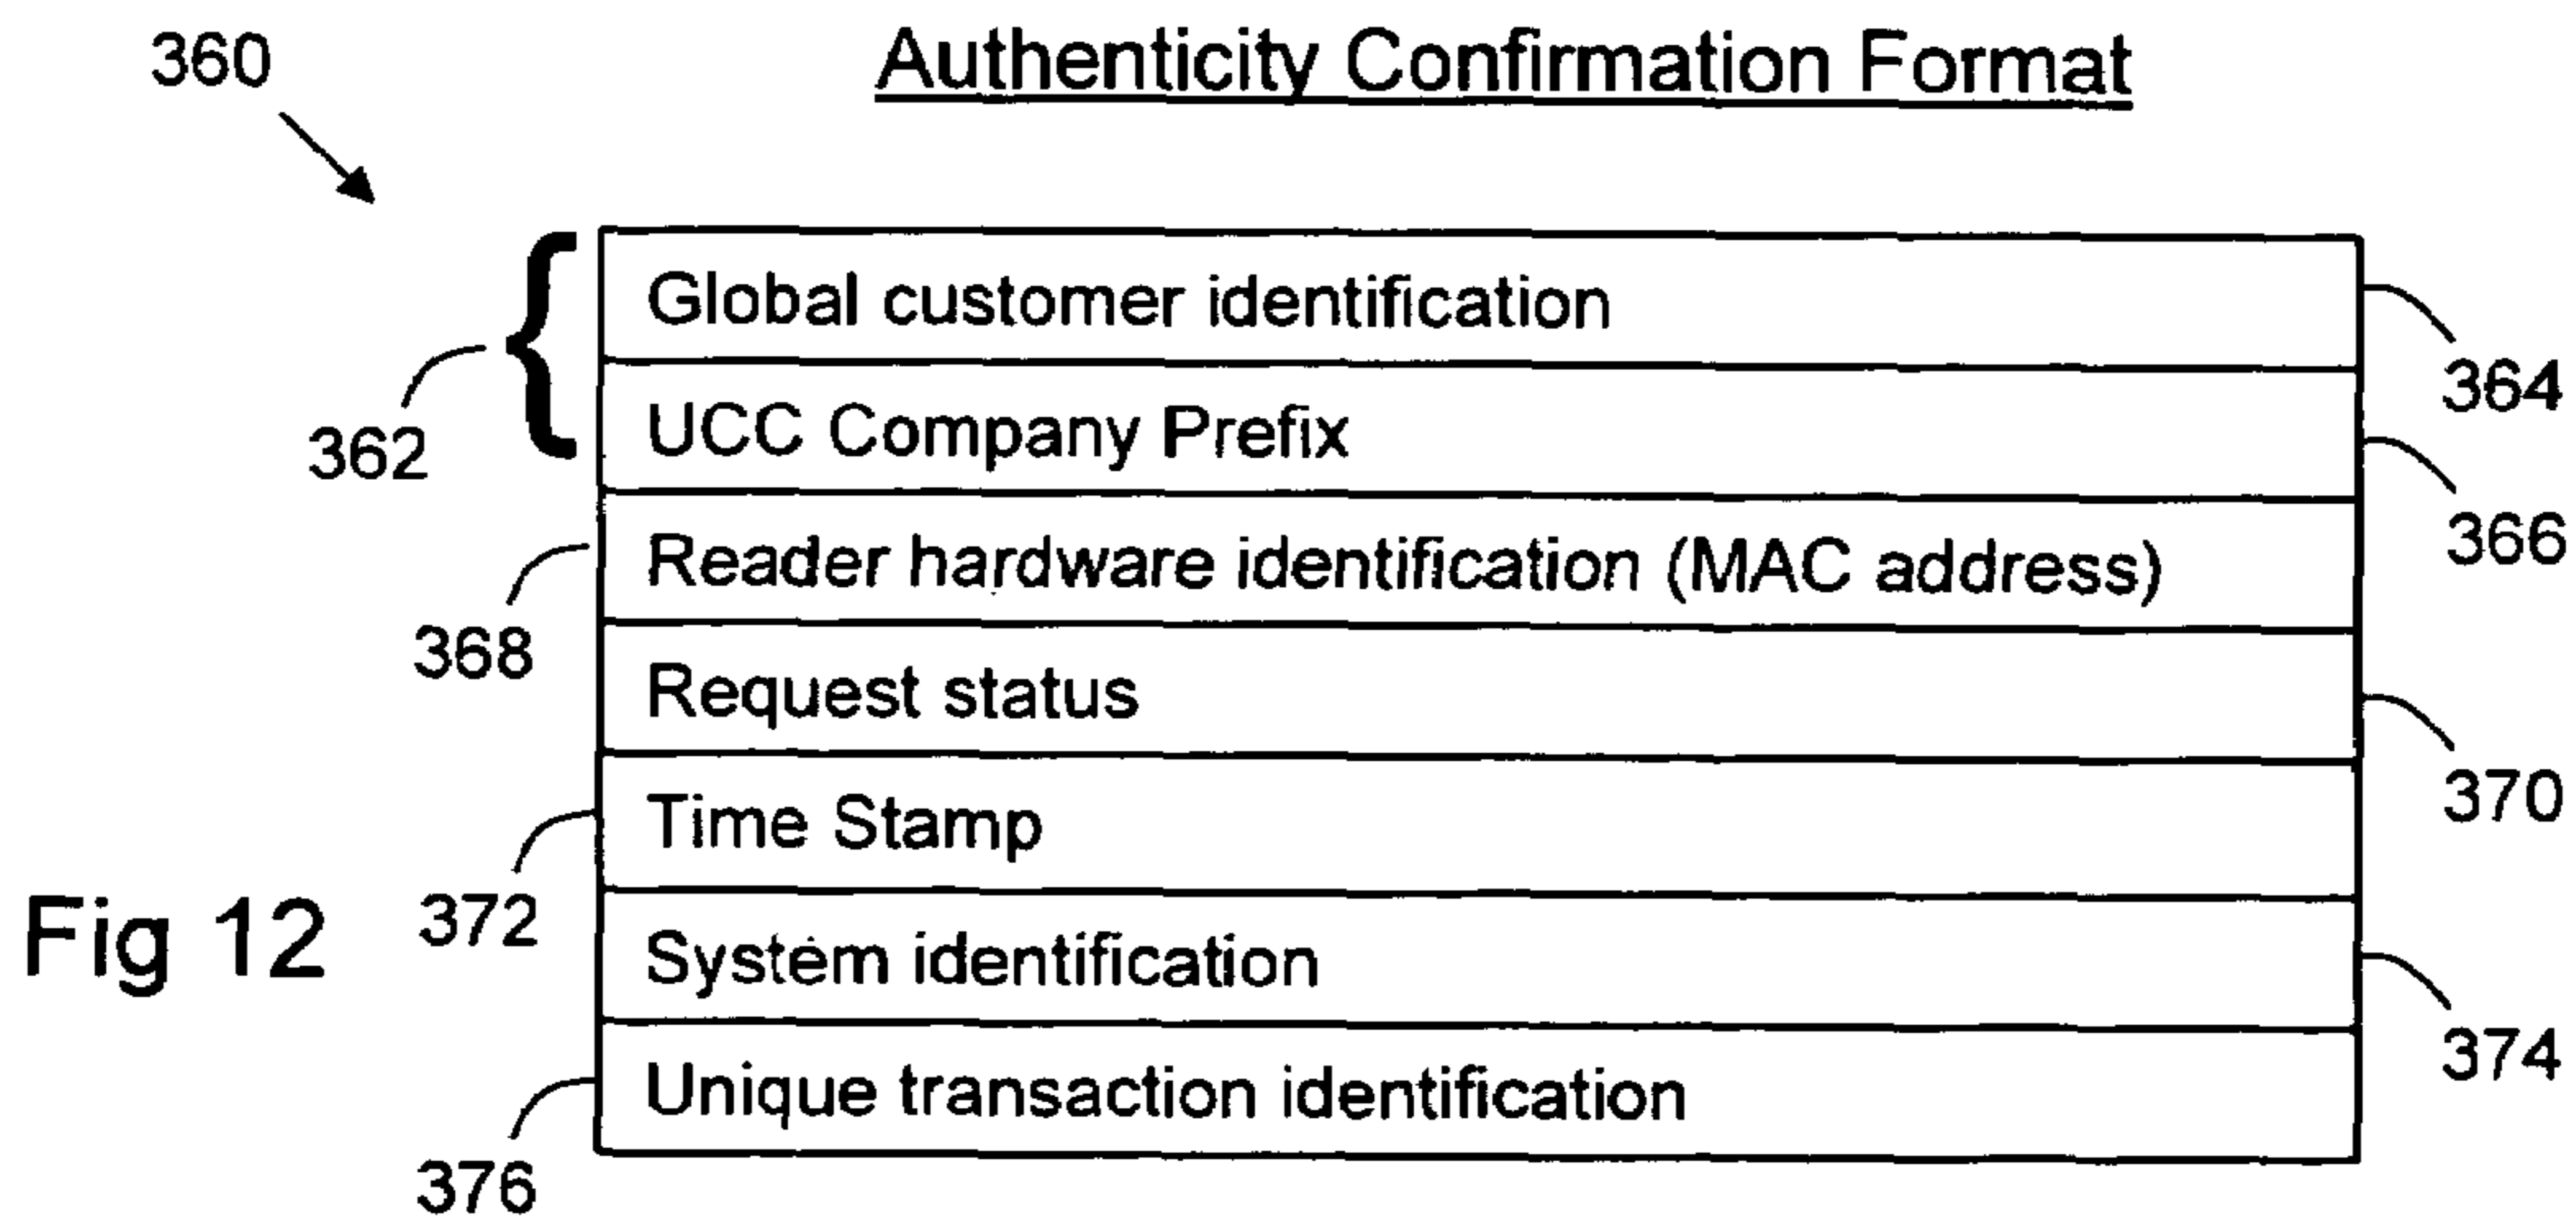 360
Authenticity Confirmation Format
Global customer identification
364
362
UCC Company Prefix
366
Reader hardware identification (MAC address)
368
Request status
370
Time Stamp
372
Fig 12
System identification
374
Unique transaction identification
376